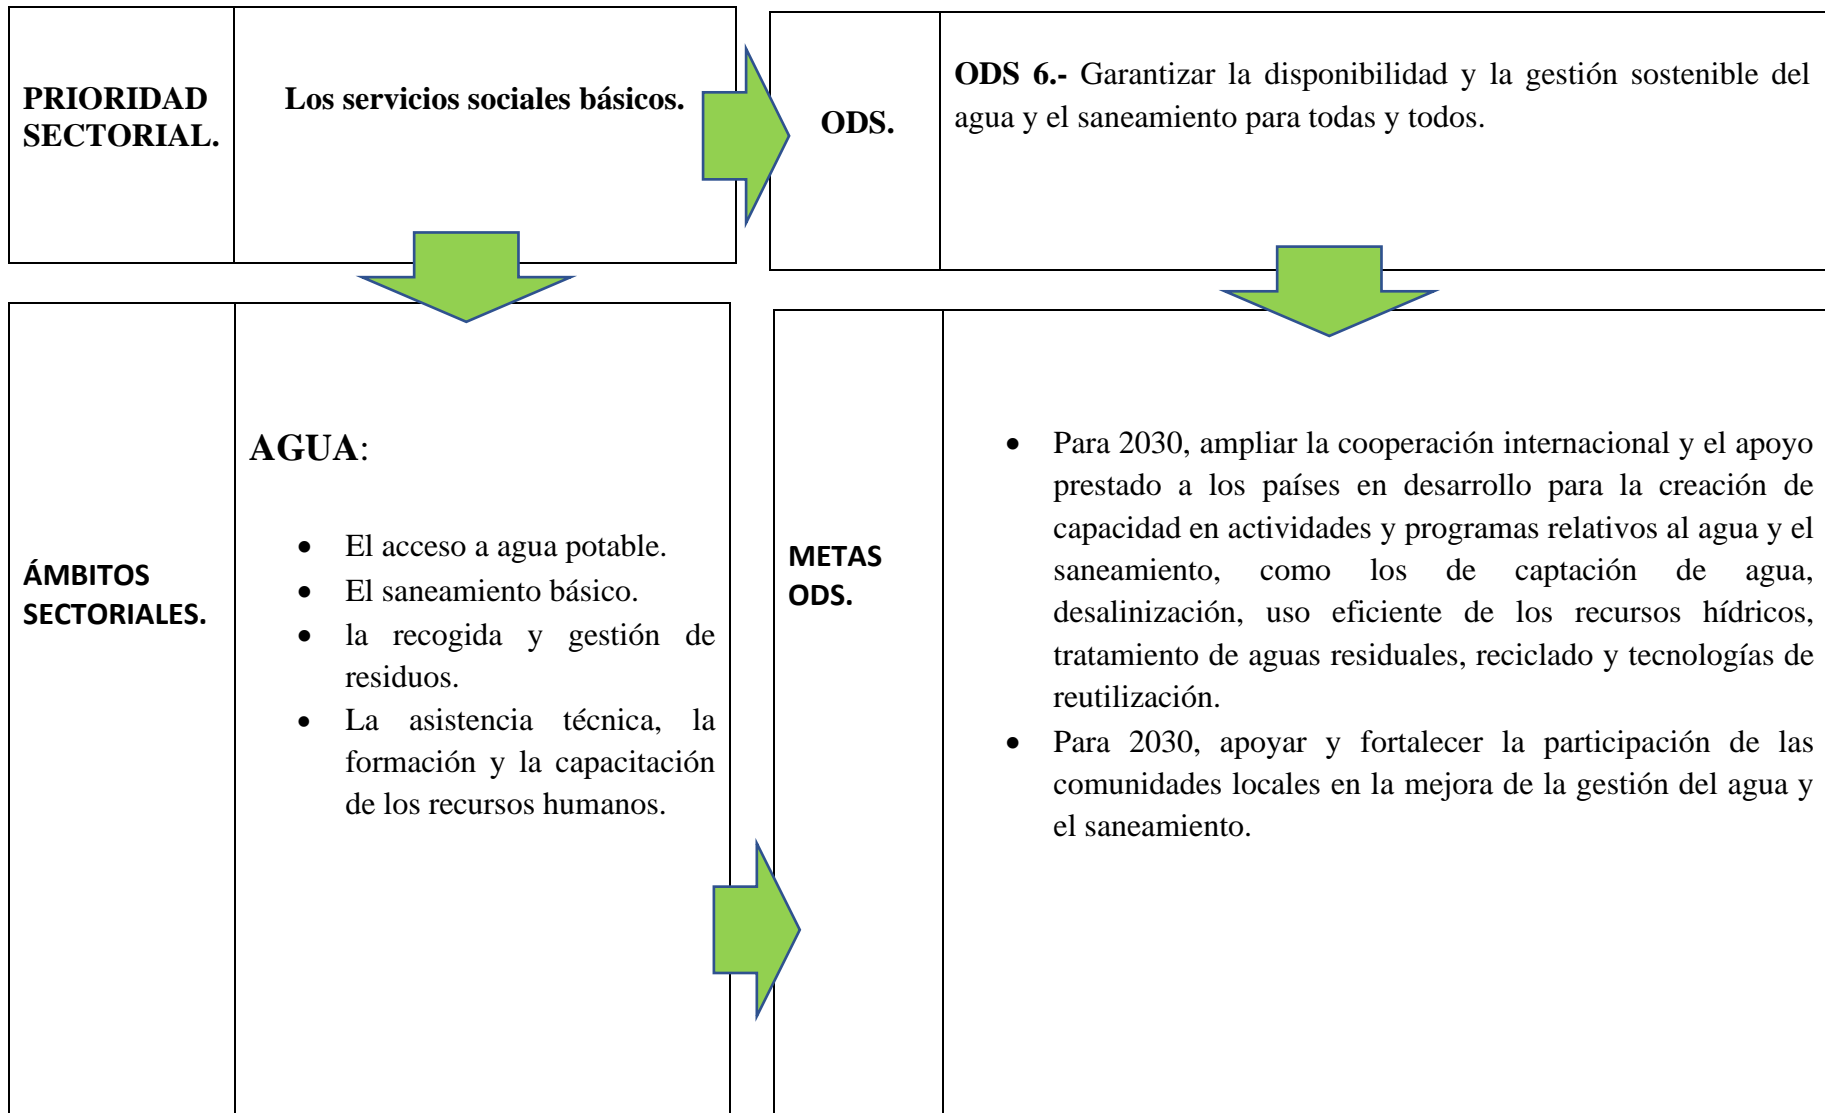 PRIORIDAD
SECTORIAL.
Los servicios sociales básicos.
ODS.
ODS 6.- Garantizar la disponibilidad y la gestión sostenible del
agua y el saneamiento para todas y todos.
ÁMBITOS
SECTORIALES.
AGUA:
• El acceso a agua potable.
• El saneamiento básico.
• la recogida y gestión de
residuos.
• La asistencia técnica, la
formación y la capacitación
de los recursos humanos.
METAS
ODS.
• Para 2030, ampliar la cooperación internacional y el apoyo
prestado a los países en desarrollo para la creación de
capacidad en actividades y programas relativos al agua y el
saneamiento, como los de captación de agua,
desalinización, uso eficiente de los recursos hídricos,
tratamiento de aguas residuales, reciclado y tecnologías de
reutilización.
• Para 2030, apoyar y fortalecer la participación de las
comunidades locales en la mejora de la gestión del agua y
el saneamiento.